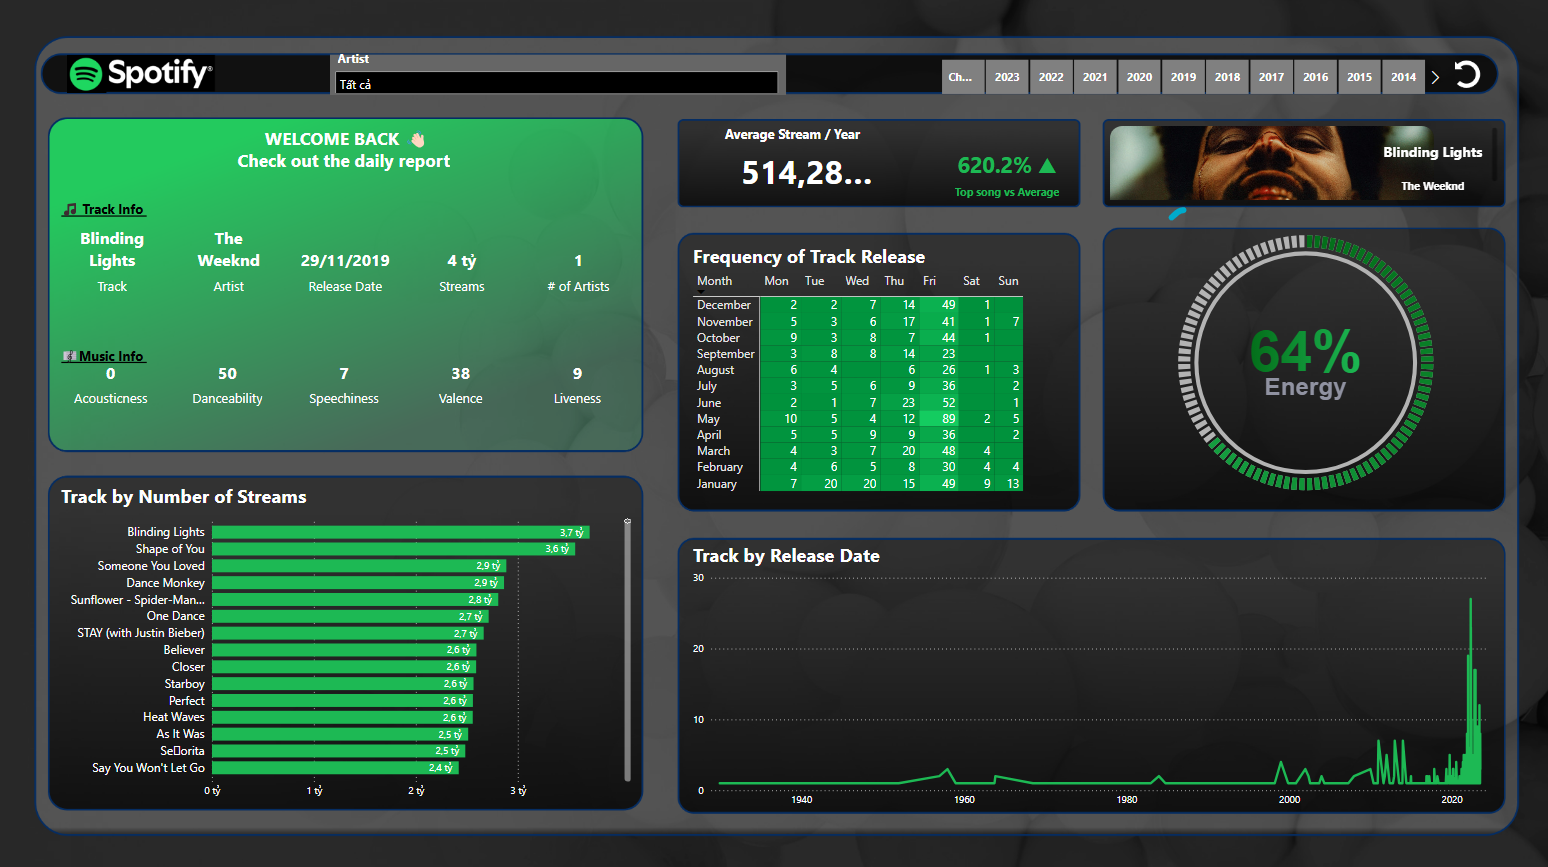 Spotify®
Artist
Tất cả
Ch...
2023
2022
2021
2020
2019
2018
2017
2016
2015
2014
WELCOME BACK 👋🏻
Check out the daily report
🎵 Track Info
Blinding Lights
The Weeknd
29/11/2019
4 tỷ
1
Track
Artist
Release Date
Streams
# of Artists
🎼 Music Info
0
50
7
38
9
Acousticness
Danceability
Speechiness
Valence
Liveness
Average Stream / Year
514,28...
620.2% ▲
Top song vs Average
Blinding Lights
The Weeknd
Frequency of Track Release
Month Mon Tue Wed Thu Fri Sat Sun
December 2 2 7 14 49 1
November 5 3 6 17 41 1 7
October 9 3 8 7 44 1
September 3 8 8 14 23
August 6 4 6 26 1 3
July 3 5 6 9 36 2
June 2 1 7 23 52 1
May 10 5 4 12 89 2 5
April 5 5 9 9 36 2
March 4 3 7 20 48 4
February 4 6 5 8 30 4 4
January 7 20 20 15 49 9 13
64%
Energy
Track by Number of Streams
Blinding Lights 3,7 tỷ
Shape of You 3,6 tỷ
Someone You Loved 2,9 tỷ
Dance Monkey 2,9 tỷ
Sunflower - Spider-Man... 2,8 tỷ
One Dance 2,7 tỷ
STAY (with Justin Bieber) 2,7 tỷ
Believer 2,6 tỷ
Closer 2,6 tỷ
Starboy 2,6 tỷ
Perfect 2,6 tỷ
Heat Waves 2,6 tỷ
As It Was 2,5 tỷ
Se▯orita 2,5 tỷ
Say You Won't Let Go 2,4 tỷ
0 tỷ 1 tỷ 2 tỷ 3 tỷ
Track by Release Date
30
20
10
0
1940 1960 1980 2000 2020